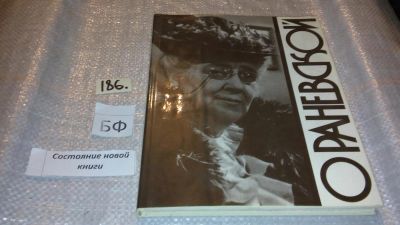 186.
БФ
Состояние новой
книги
О РАНЕВСКОЙ